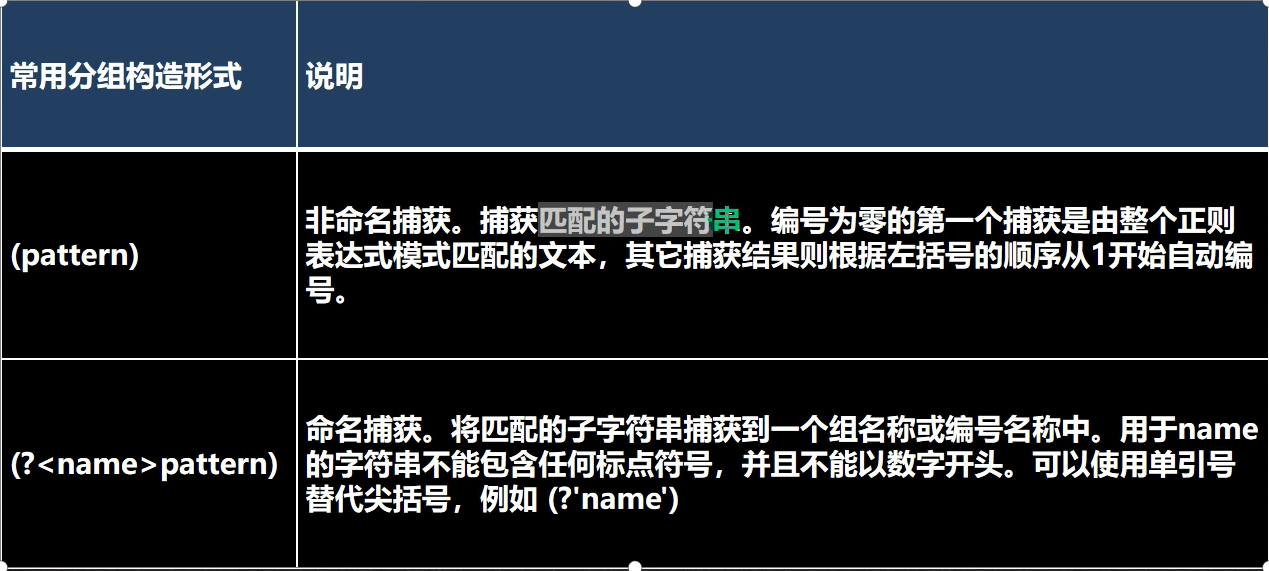 常用分组构造形式
说明
(pattern)
非命名捕获。捕获匹配的子字符串。编号为零的第一个捕获是由整个正则
表达式模式匹配的文本，其它捕获结果则根据左括号的顺序从1开始自动编
号。
(?<name>pattern)
命名捕获。将匹配的子字符串捕获到一个组名称或编号名称中。用于name
的字符串不能包含任何标点符号，并且不能以数字开头。可以使用单引号
替代尖括号，例如 (?'name')